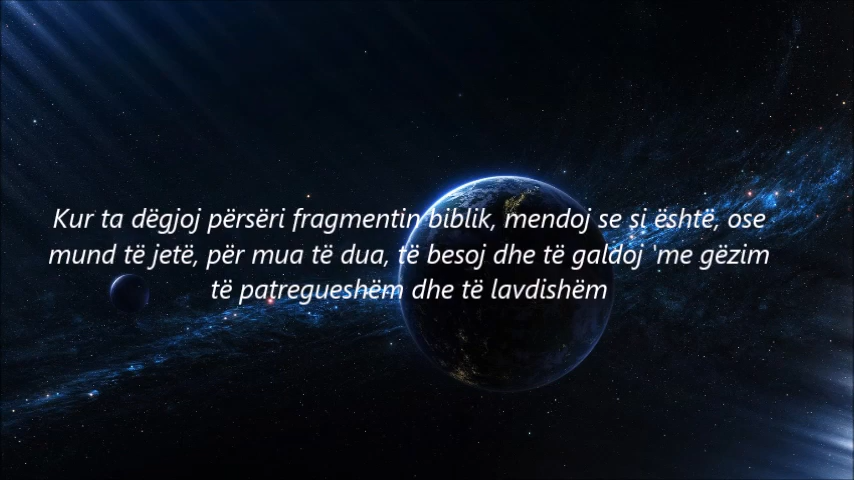 Kur ta dëgjoj përsëri fragmentin biblik, mendoj se si është, ose
mund të jetë, për mua të dua, të besoj dhe të galdoj 'me gëzim
të patregueshëm dhe të lavdishëm